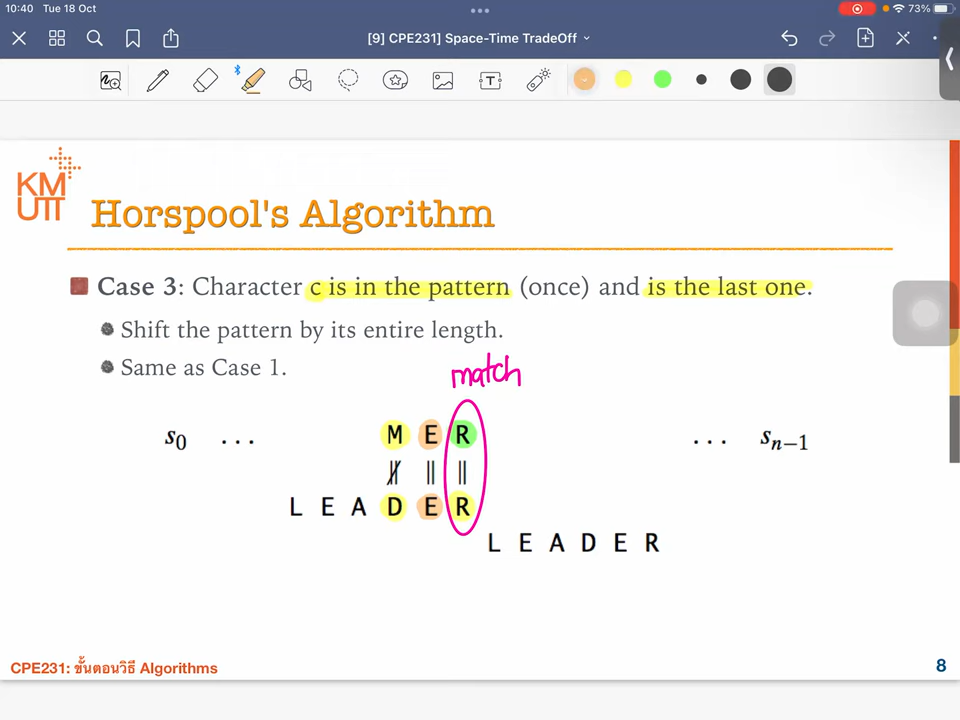 10:40 Tue 18 Oct
73%
[9] CPE231] Space-Time TradeOff
T
KM
UTT
Horspool's Algorithm
Case 3: Character c is in the pattern (once) and is the last one.
Shift the pattern by its entire length.
Same as Case 1.
match
s0 ... M E R ... sn−1
L E A D E R
L E A D E R
CPE231: ขั้นตอนวิธี Algorithms
8